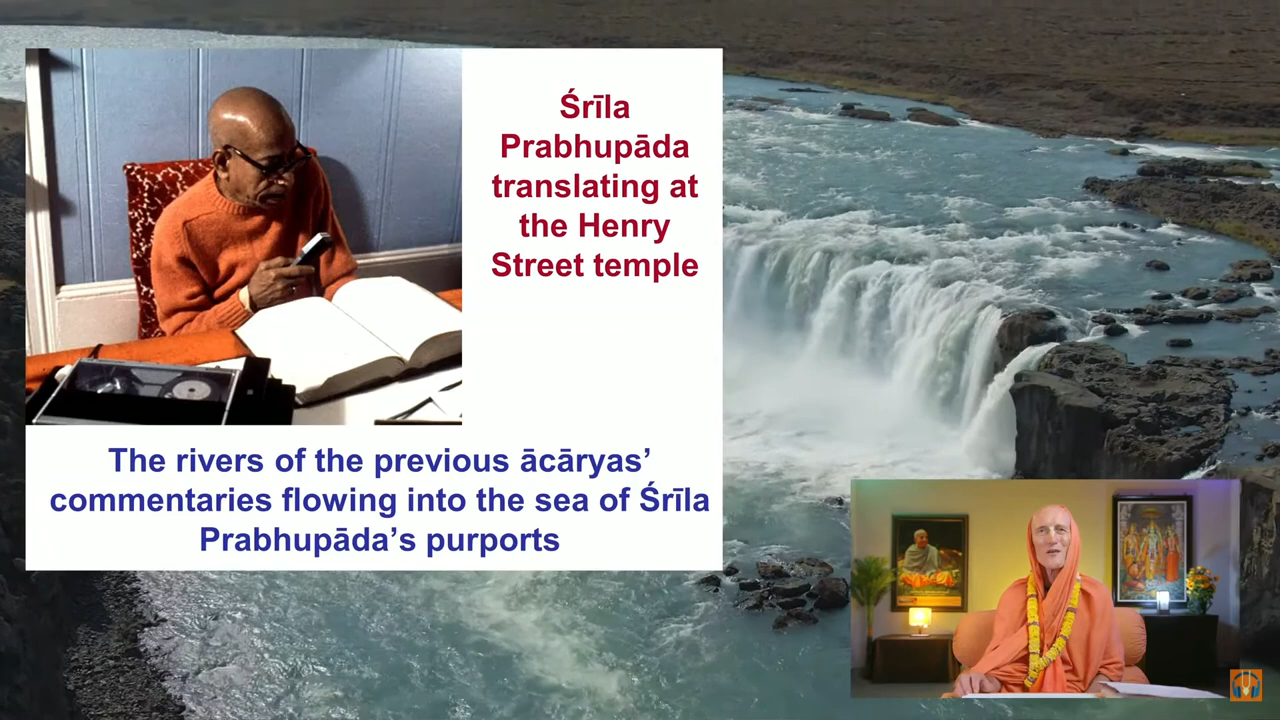 Śrīla
Prabhupāda
translating at
the Henry
Street temple
The rivers of the previous ācāryas’
commentaries flowing into the sea of Śrīla
Prabhupāda’s purports